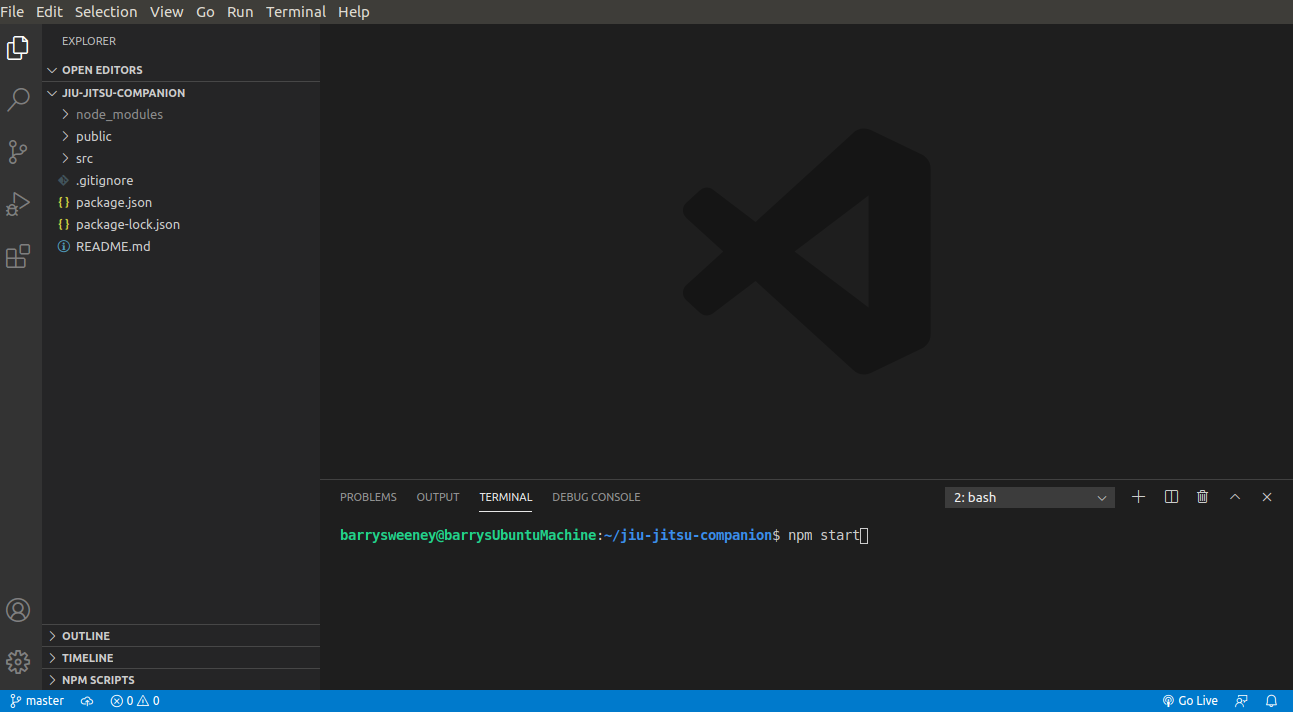 File Edit Selection View Go Run Terminal Help
EXPLORER
OPEN EDITORS
JIU-JITSU-COMPANION
node_modules
public
src
.gitignore
package.json
package-lock.json
README.md
PROBLEMS OUTPUT TERMINAL DEBUG CONSOLE 2: bash
barrysweeney@barrysUbuntuMachine:~/jiu-jitsu-companion$ npm start
OUTLINE
TIMELINE
NPM SCRIPTS
master 0 0 Go Live